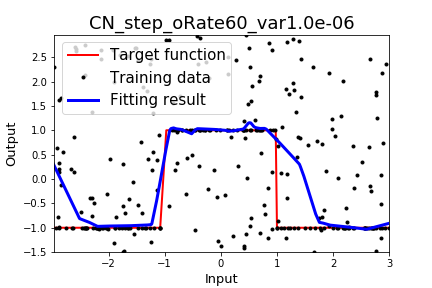 CN_step_oRate60_var1.0e-06
Target function
Training data
Fitting result
Output
2.5
2.0
1.5
1.0
0.5
0.0
−0.5
−1.0
−1.5
−2
−1
0
1
2
3
Input